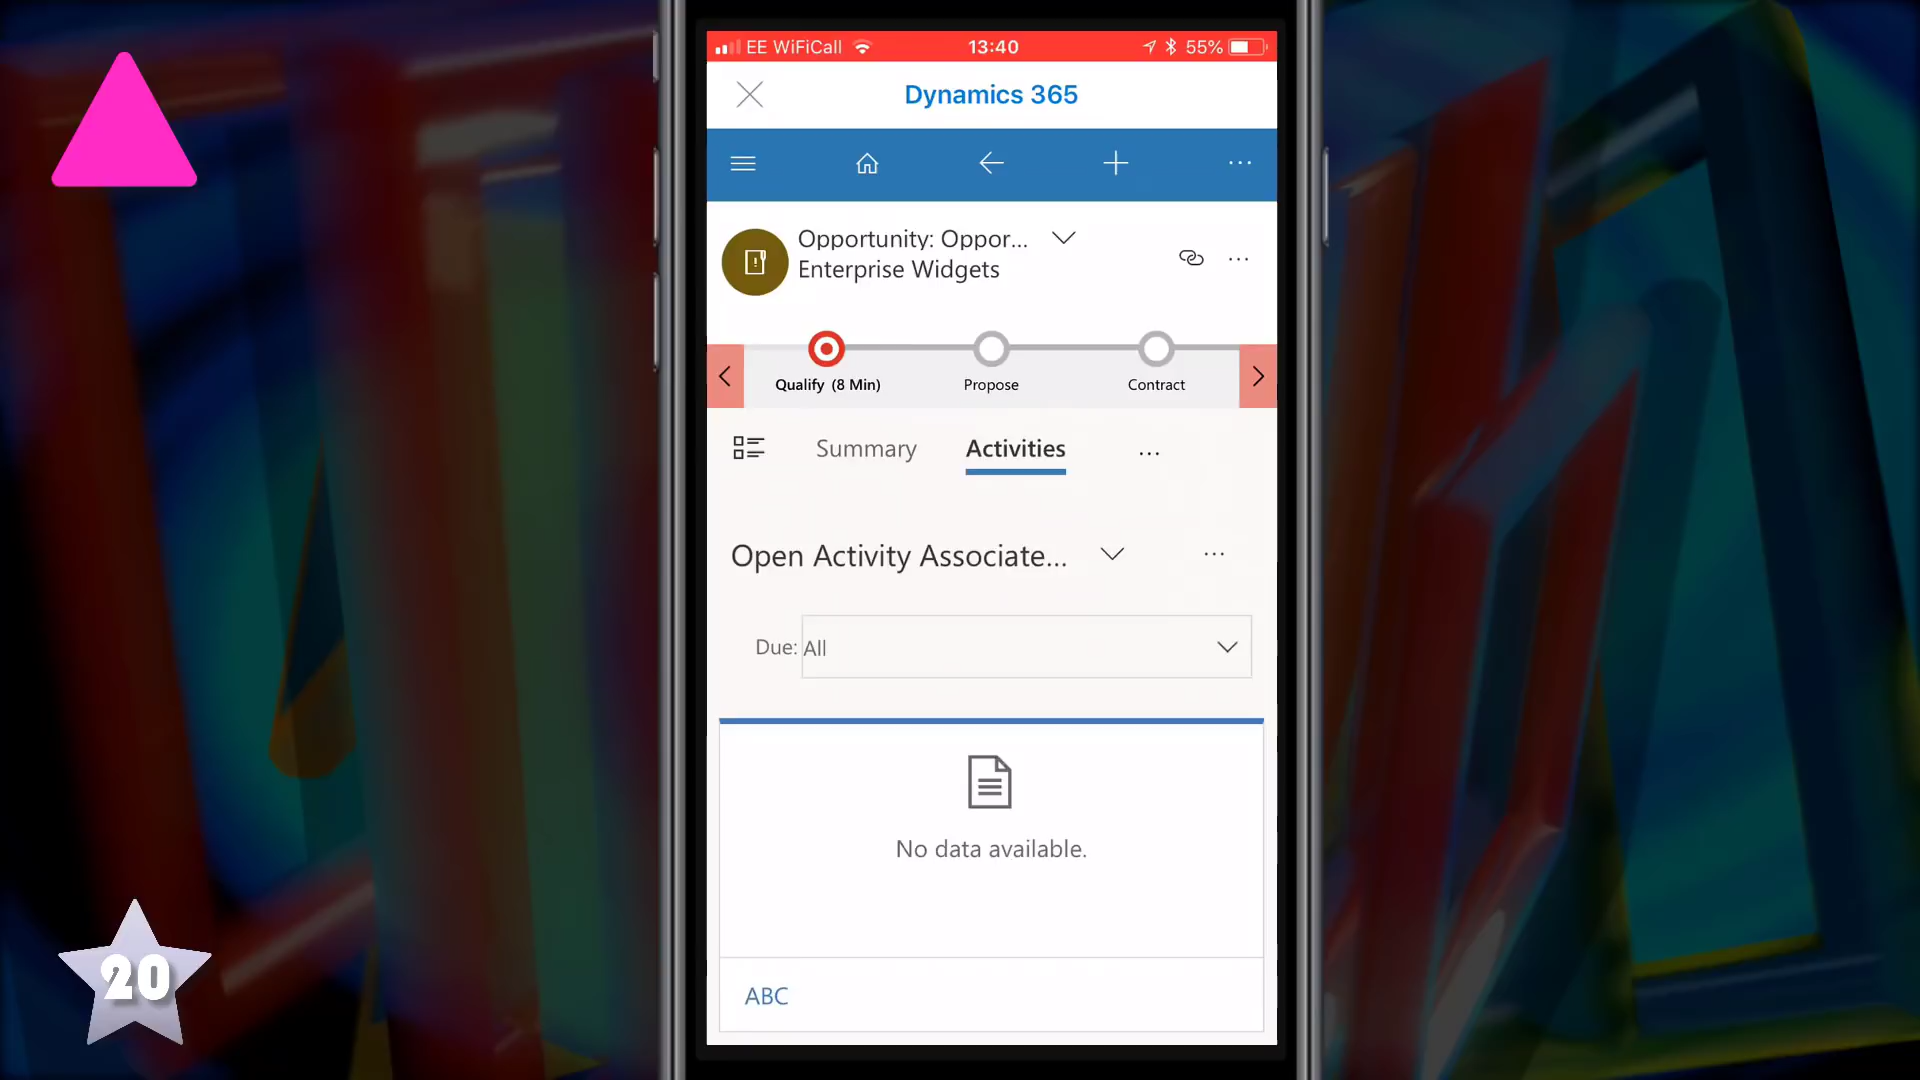 EE WiFiCall 13:40 55%
Dynamics 365
Opportunity: Oppor...
Enterprise Widgets
Qualify (8 Min) Propose Contract
Summary Activities ...
Open Activity Associate...
Due: All
No data available.
ABC
20